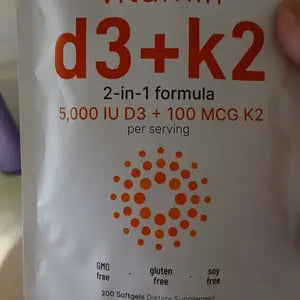 vitamin
d3+k2
2-in-1 formula
5,000 IU D3 + 100 MCG K2
per serving
GMO free · gluten free · soy free
300 Softgels Dietary Supplement